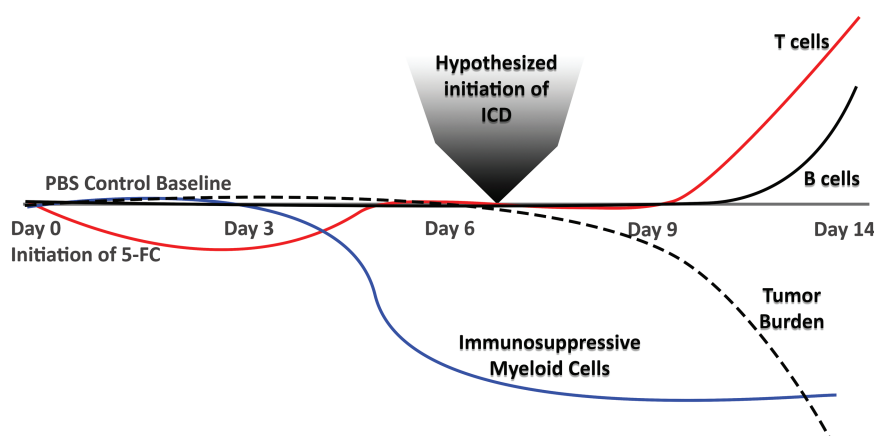 Hypothesized
initiation of
ICD
T cells
B cells
PBS Control Baseline
Day 0
Day 3
Day 6
Day 9
Day 14
Initiation of 5-FC
Tumor
Burden
Immunosuppressive
Myeloid Cells